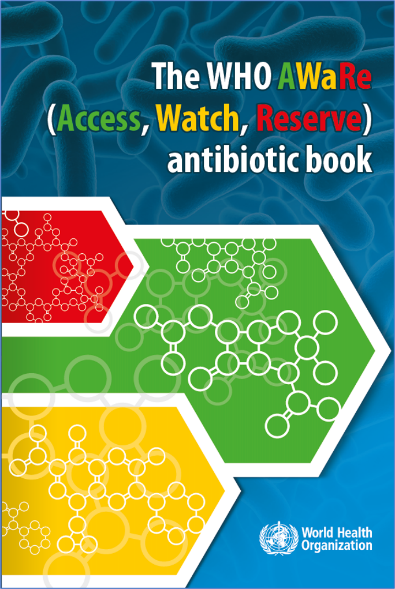 The WHO AWaRe
(Access, Watch, Reserve)
antibiotic book
World Health
Organization